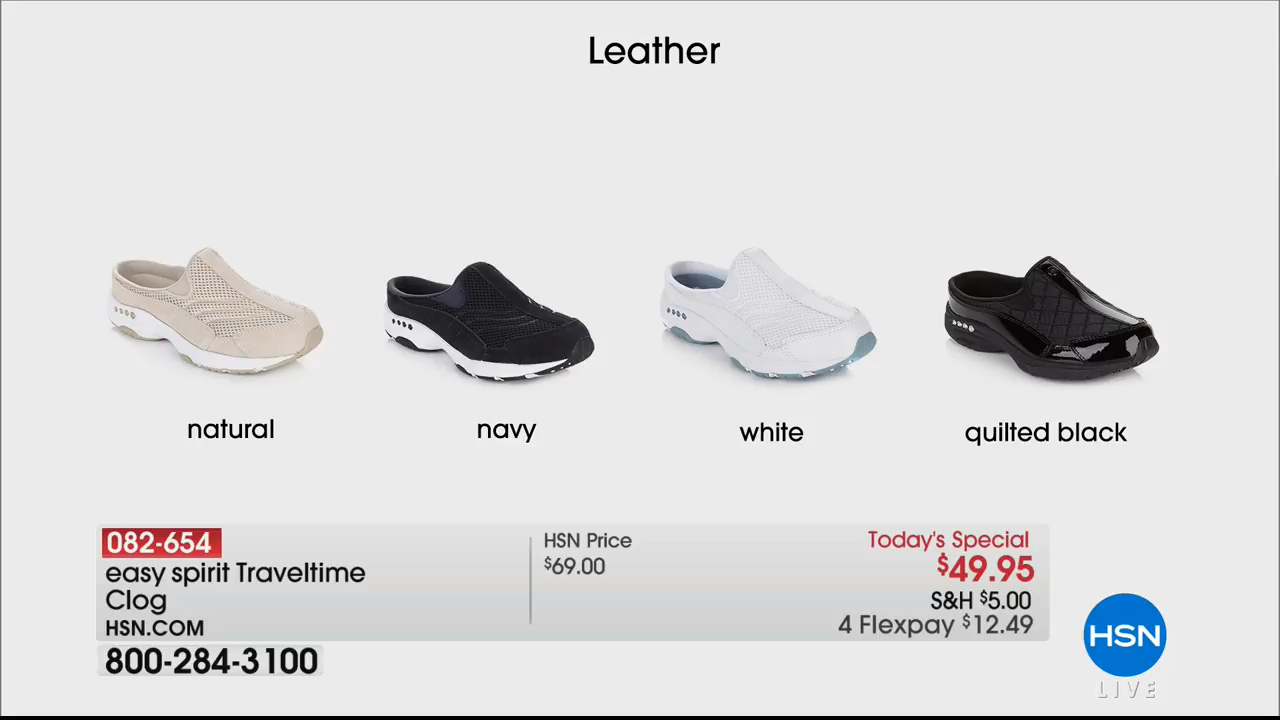 Leather
natural
navy
white
quilted black
082-654
easy spirit Traveltime
Clog
HSN.COM
800-284-3100
HSN Price
$69.00
Today's Special
$49.95
S&H $5.00
4 Flexpay $12.49
HSN
LIVE